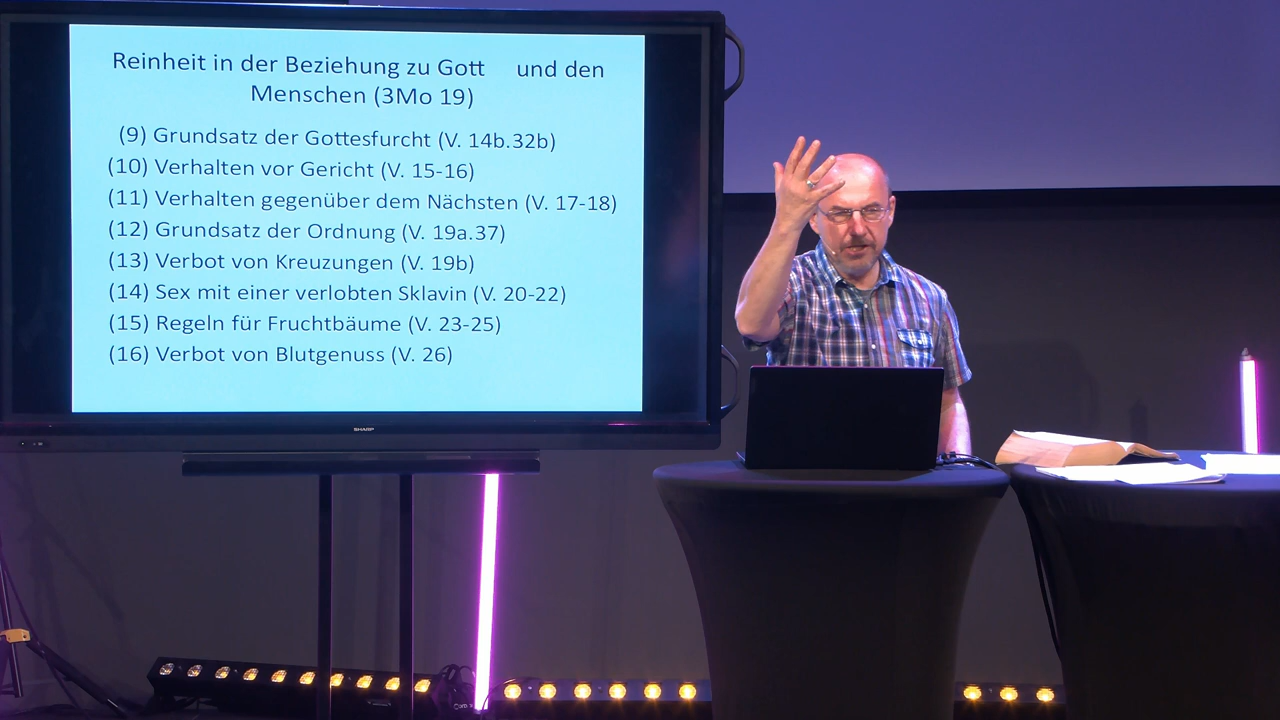 Reinheit in der Beziehung zu Gott und den
Menschen (3Mo 19)
(9) Grundsatz der Gottesfurcht (V. 14b.32b)
(10) Verhalten vor Gericht (V. 15-16)
(11) Verhalten gegenüber dem Nächsten (V. 17-18)
(12) Grundsatz der Ordnung (V. 19a.37)
(13) Verbot von Kreuzungen (V. 19b)
(14) Sex mit einer verlobten Sklavin (V. 20-22)
(15) Regeln für Fruchtbäume (V. 23-25)
(16) Verbot von Blutgenuss (V. 26)
SHARP